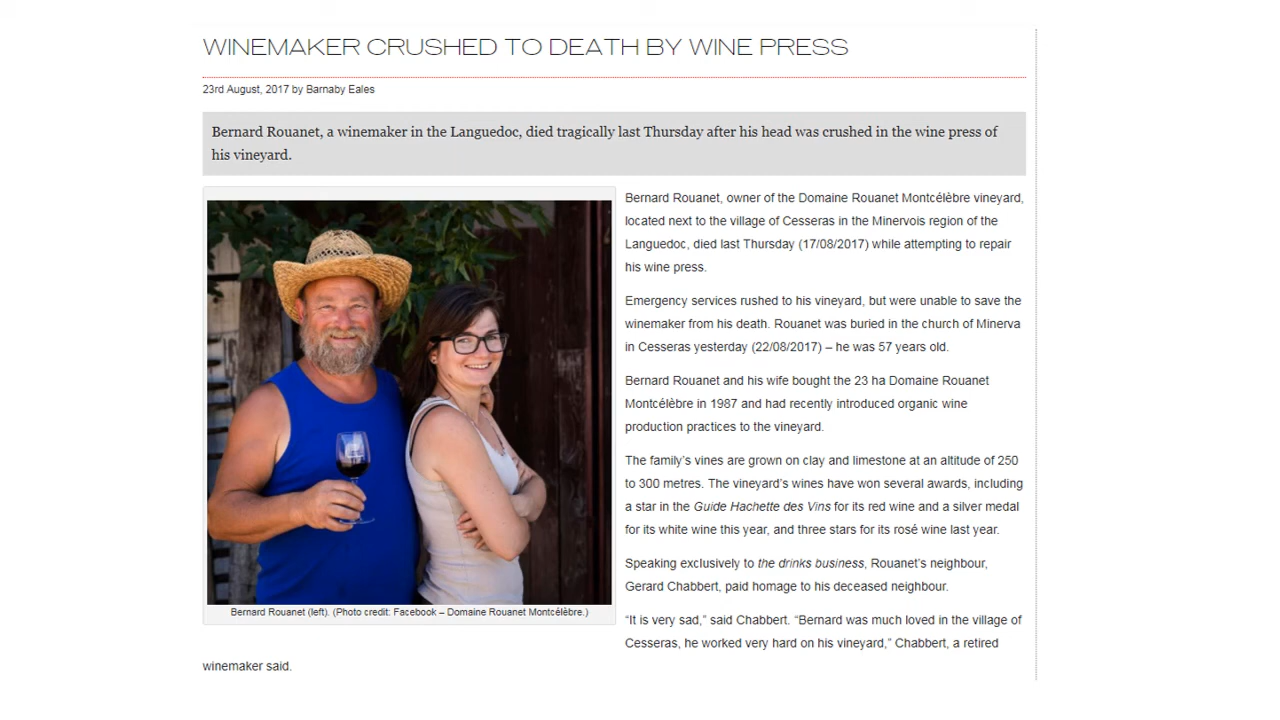 WINEMAKER CRUSHED TO DEATH BY WINE PRESS
23rd August, 2017 by Barnaby Eales
Bernard Rouanet, a winemaker in the Languedoc, died tragically last Thursday after his head was crushed in the wine press of
his vineyard.
Bernard Rouanet (left). (Photo credit: Facebook – Domaine Rouanet Montcélèbre.)
Bernard Rouanet, owner of the Domaine Rouanet Montcélèbre vineyard,
located next to the village of Cesseras in the Minervois region of the
Languedoc, died last Thursday (17/08/2017) while attempting to repair
his wine press.
Emergency services rushed to his vineyard, but were unable to save the
winemaker from his death. Rouanet was buried in the church of Minerva
in Cesseras yesterday (22/08/2017) – he was 57 years old.
Bernard Rouanet and his wife bought the 23 ha Domaine Rouanet
Montcélèbre in 1987 and had recently introduced organic wine
production practices to the vineyard.
The family’s vines are grown on clay and limestone at an altitude of 250
to 300 metres. The vineyard’s wines have won several awards, including
a star in the Guide Hachette des Vins for its red wine and a silver medal
for its white wine this year, and three stars for its rosé wine last year.
Speaking exclusively to the drinks business, Rouanet’s neighbour,
Gerard Chabbert, paid homage to his deceased neighbour.
“It is very sad,” said Chabbert. “Bernard was much loved in the village of
Cesseras, he worked very hard on his vineyard,” Chabbert, a retired
winemaker said.